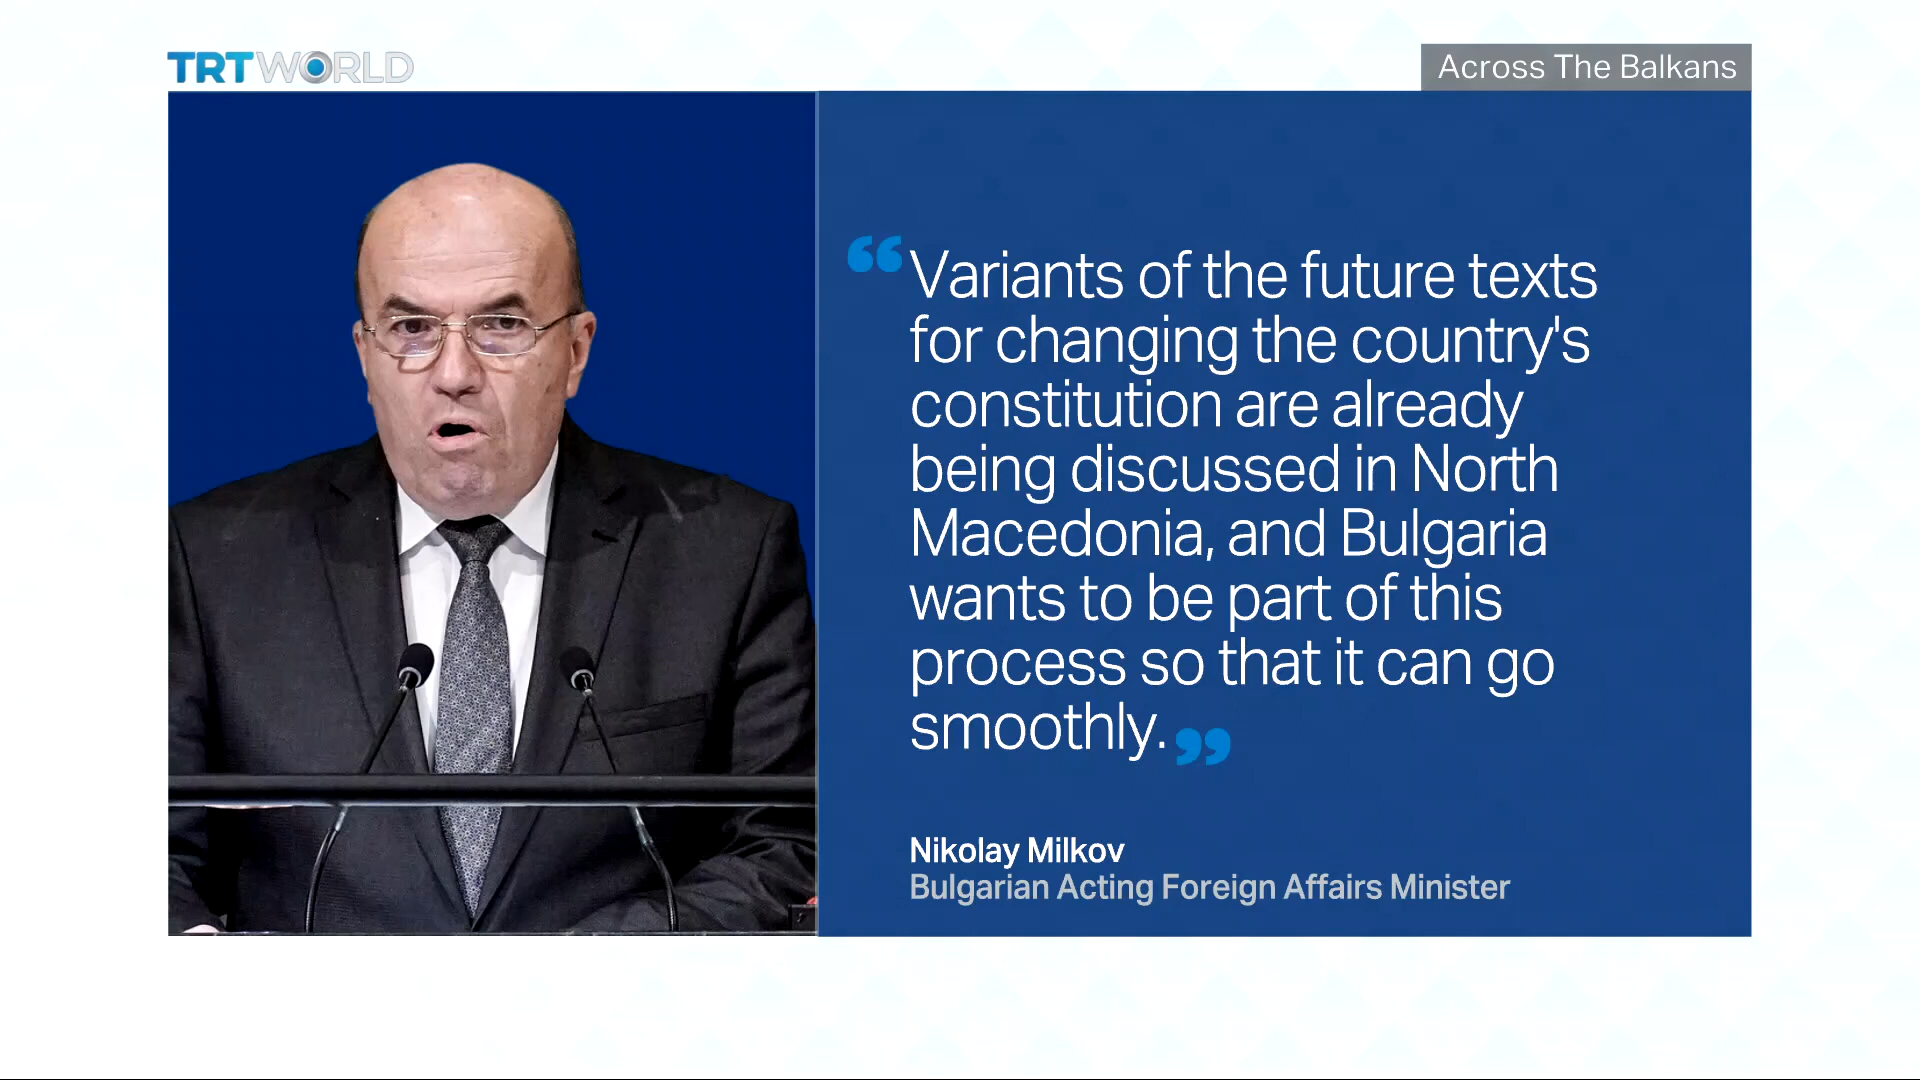 TRT WORLD
Across The Balkans
“Variants of the future texts
for changing the country's
constitution are already
being discussed in North
Macedonia, and Bulgaria
wants to be part of this
process so that it can go
smoothly.”
Nikolay Milkov
Bulgarian Acting Foreign Affairs Minister